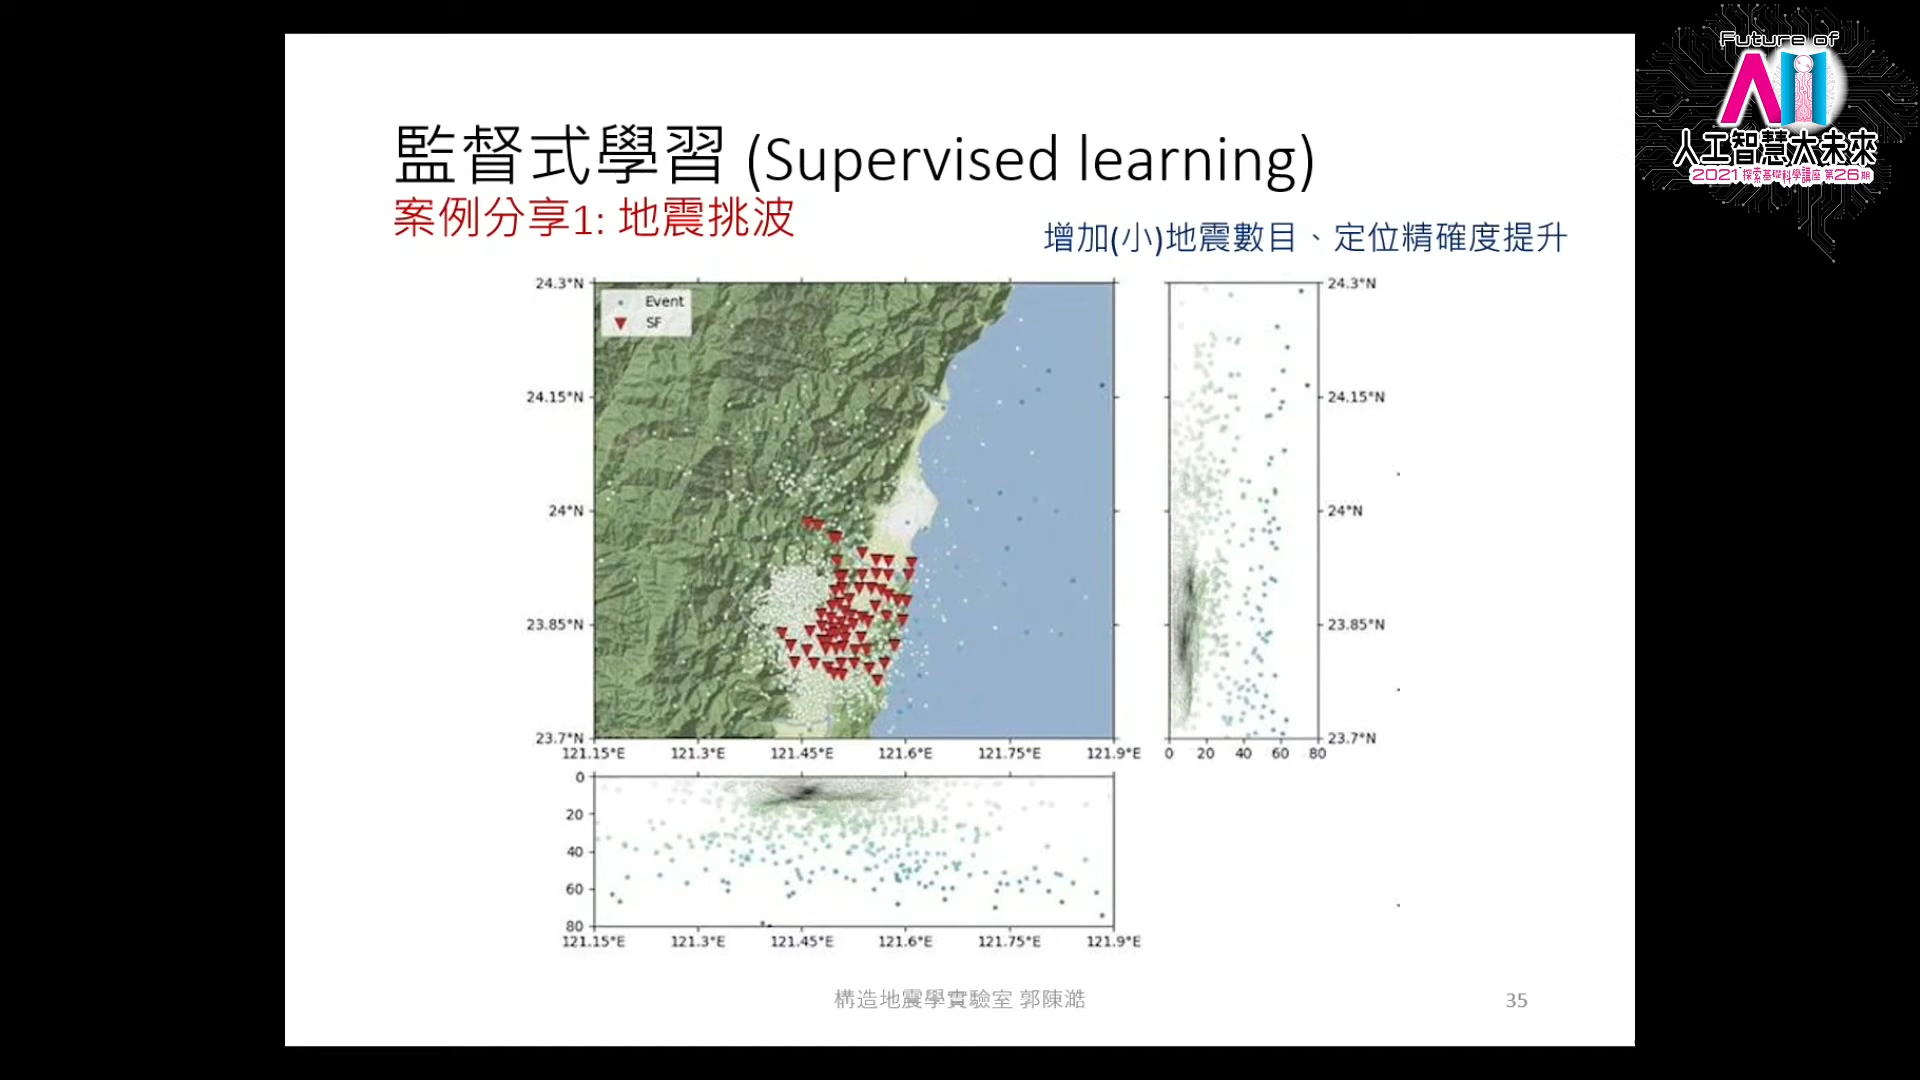 Future of
AI
人工智慧大未來
2021 探索基礎科學講座 第26期
監督式學習 (Supervised learning)
案例分享1: 地震挑波
增加(小)地震數目、定位精確度提升
Event
SF
24.3°N
24.15°N
24°N
23.85°N
23.7°N
121.15°E 121.3°E 121.45°E 121.6°E 121.75°E 121.9°E
24.3°N
24.15°N
24°N
23.85°N
23.7°N
0 20 40 60 80
0
20
40
60
80
121.15°E 121.3°E 121.45°E 121.6°E 121.75°E 121.9°E
構造地震學實驗室 郭陳澔
35